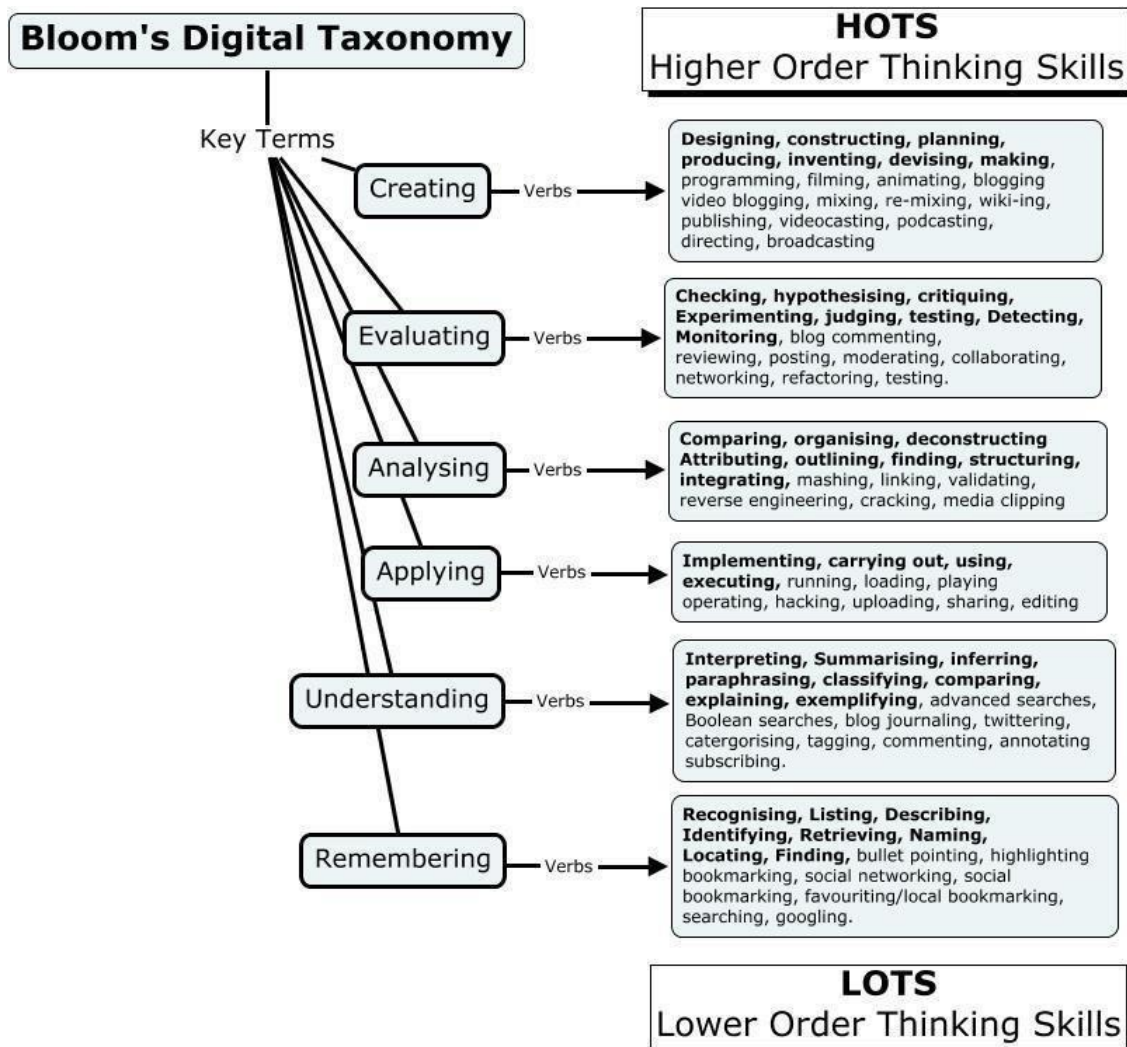 Bloom's Digital Taxonomy
HOTS
Higher Order Thinking Skills
Key Terms
Creating
Verbs
Designing, constructing, planning,
producing, inventing, devising, making,
programming, filming, animating, blogging
video blogging, mixing, re-mixing, wiki-ing,
publishing, videocasting, podcasting,
directing, broadcasting
Evaluating
Verbs
Checking, hypothesising, critiquing,
Experimenting, judging, testing, Detecting,
Monitoring, blog commenting,
reviewing, posting, moderating, collaborating,
networking, refactoring, testing.
Analysing
Verbs
Comparing, organising, deconstructing
Attributing, outlining, finding, structuring,
integrating, mashing, linking, validating,
reverse engineering, cracking, media clipping
Applying
Verbs
Implementing, carrying out, using,
executing, running, loading, playing
operating, hacking, uploading, sharing, editing
Understanding
Verbs
Interpreting, Summarising, inferring,
paraphrasing, classifying, comparing,
explaining, exemplifying, advanced searches,
Boolean searches, blog journaling, twittering,
catergorising, tagging, commenting, annotating
subscribing.
Remembering
Verbs
Recognising, Listing, Describing,
Identifying, Retrieving, Naming,
Locating, Finding, bullet pointing, highlighting
bookmarking, social networking, social
bookmarking, favouriting/local bookmarking,
searching, googling.
LOTS
Lower Order Thinking Skills